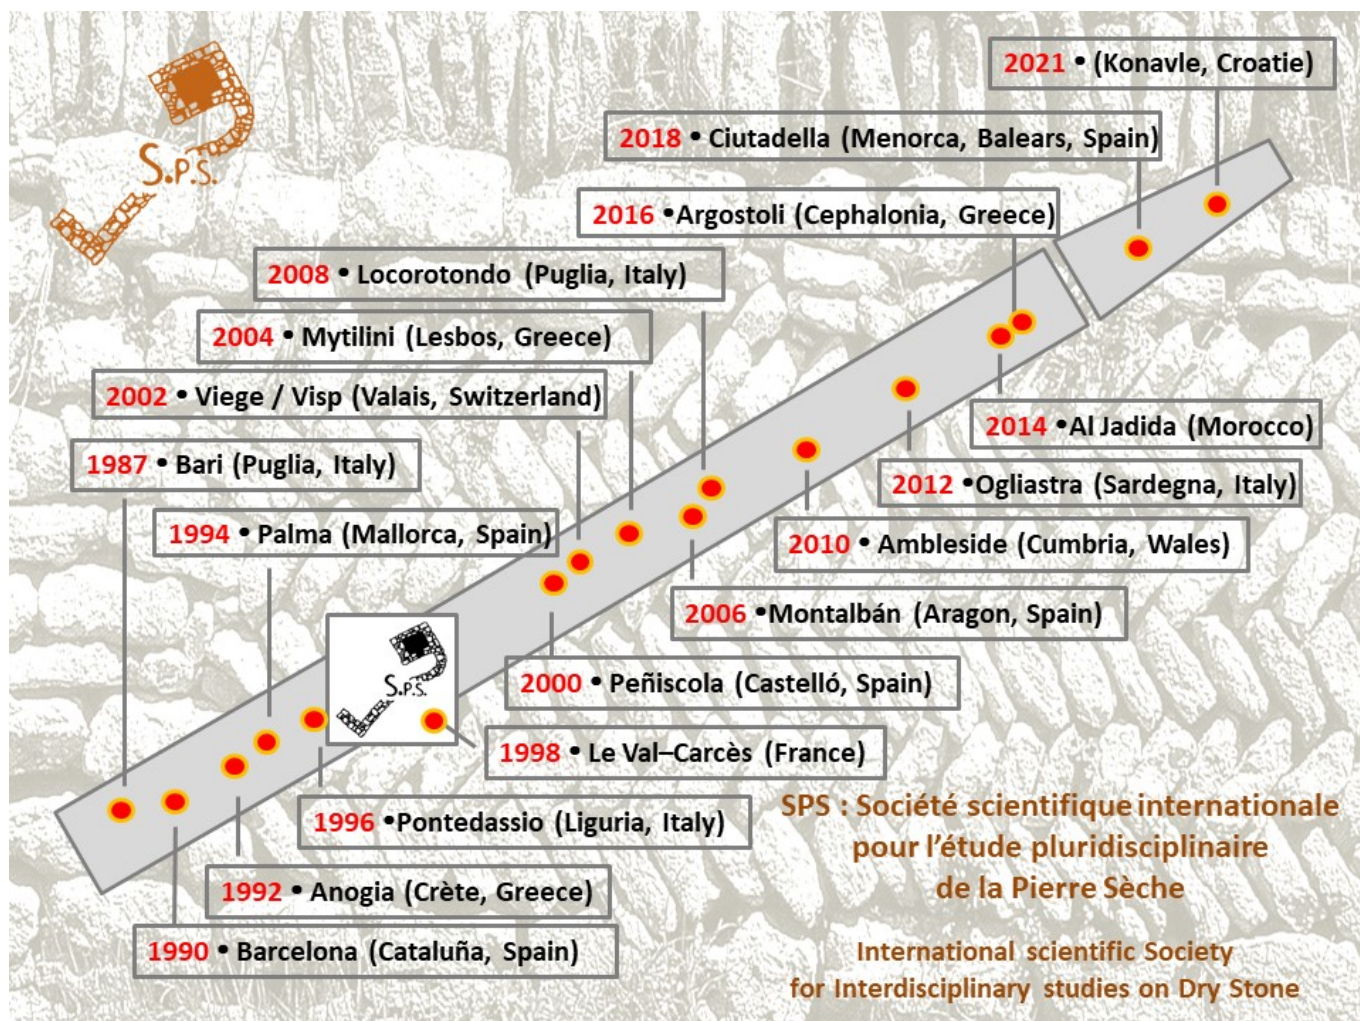 S.P.S.
2021 • (Konavle, Croatie)
2018 • Ciutadella (Menorca, Balears, Spain)
2016 •Argostoli (Cephalonia, Greece)
2008 • Locorotondo (Puglia, Italy)
2004 • Mytilini (Lesbos, Greece)
2002 • Viege / Visp (Valais, Switzerland)
1987 • Bari (Puglia, Italy)
1994 • Palma (Mallorca, Spain)
2014 •Al Jadida (Morocco)
2012 •Ogliastra (Sardegna, Italy)
2010 • Ambleside (Cumbria, Wales)
2006 •Montalbán (Aragon, Spain)
S.P.S.
2000 • Peñiscola (Castelló, Spain)
1998 • Le Val–Carcès (France)
1996 •Pontedassio (Liguria, Italy)
1992 • Anogia (Crète, Greece)
1990 • Barcelona (Cataluña, Spain)
SPS : Société scientifique internationale
pour l'étude pluridisciplinaire
de la Pierre Sèche
International scientific Society
for Interdisciplinary studies on Dry Stone